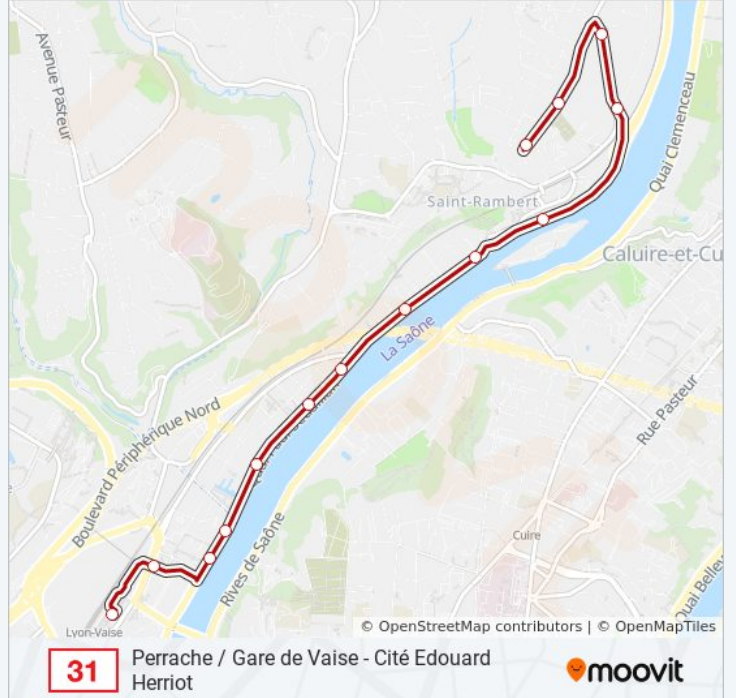 Avenue Pasteur
Quai Clemenceau
Saint-Rambert
Caluire-et-Cu
La Saône
Boulevard Périphérique Nord
Rue Pasteur
Rives de Saône
Cuire
Quai Bellev
Lyon-Vaise
© OpenStreetMap contributors | © OpenMapTiles
31
Perrache / Gare de Vaise - Cité Edouard
Herriot
moovit